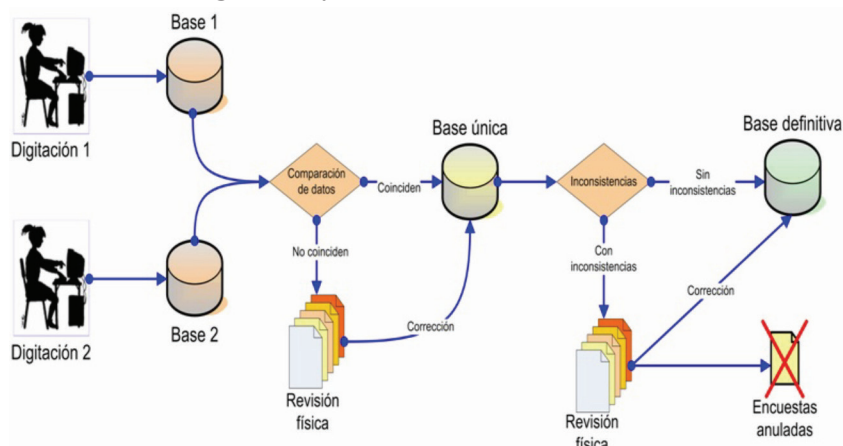 Base 1
Digitación 1
Comparación
de datos
Coinciden
Base única
Inconsistencias
Sin
inconsistencias
Base definitiva
No coinciden
Con
inconsistencias
Digitación 2
Base 2
Corrección
Revisión
física
Corrección
Revisión
física
Encuestas
anuladas